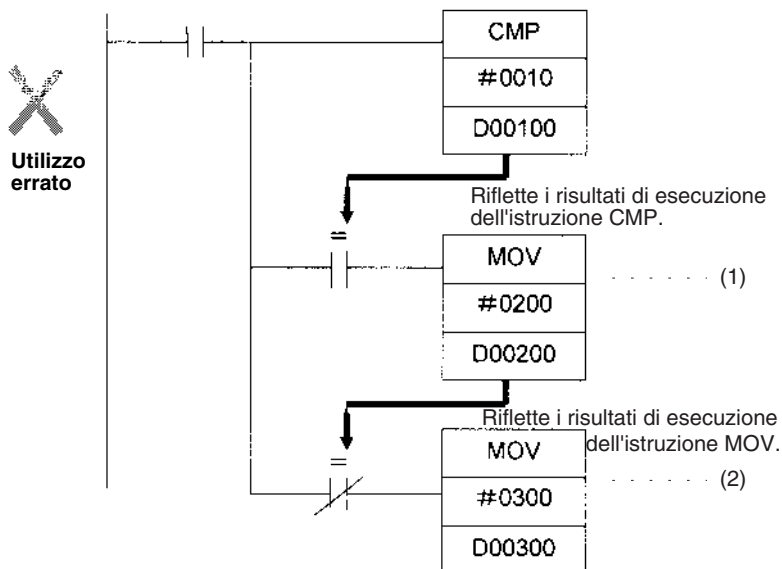 CMP
#0010
D00100
Utilizzo
errato
Riflette i risultati di esecuzione
dell'istruzione CMP.
=
MOV
(1)
#0200
D00200
Riflette i risultati di esecuzione
dell'istruzione MOV.
=
MOV
(2)
#0300
D00300